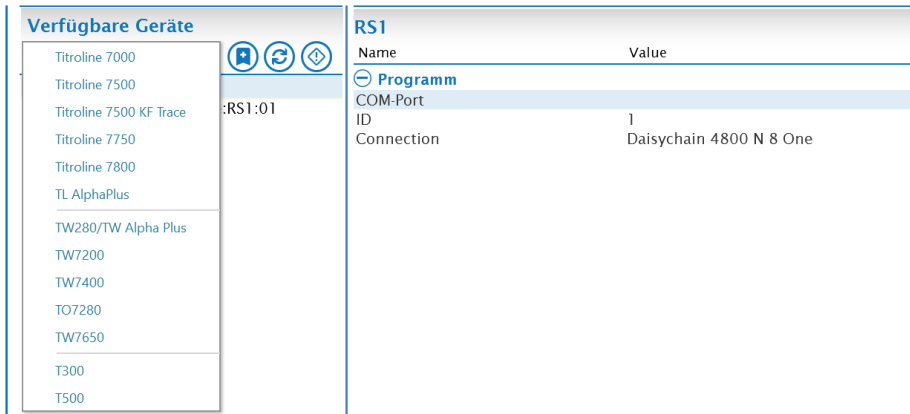 Verfügbare Geräte
Titroline 7000
Titroline 7500
Titroline 7500 KF Trace
Titroline 7750
Titroline 7800
TL AlphaPlus
TW280/TW Alpha Plus
TW7200
TW7400
TO7280
TW7650
T300
T500
:RS1:01
RS1
Name Value
Programm
COM-Port
ID 1
Connection Daisychain 4800 N 8 One